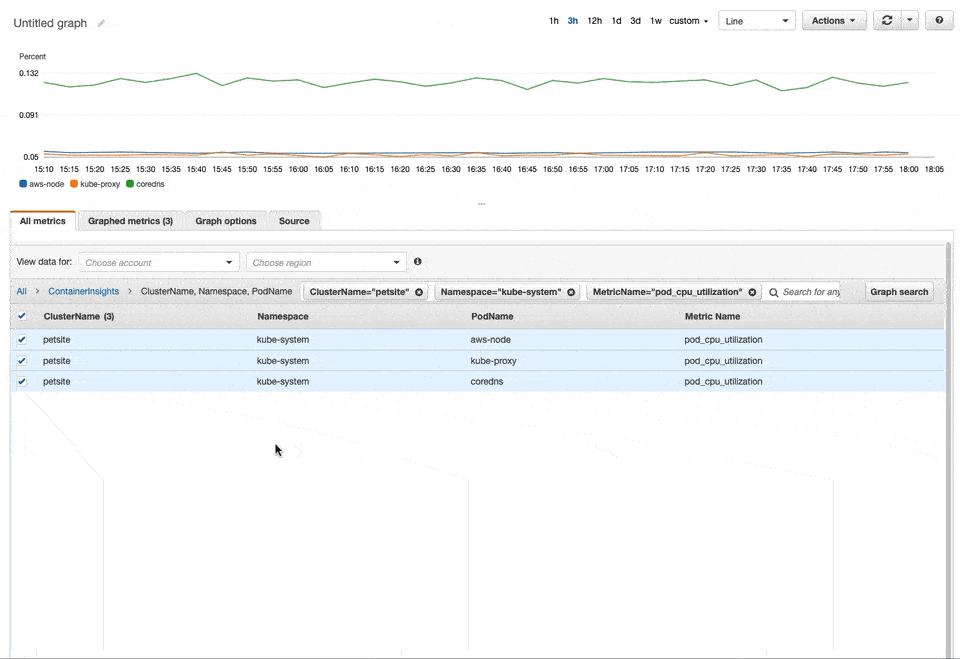 Untitled graph
1h 3h 12h 1d 3d 1w custom Line Actions
Percent
0.132
0.091
0.05
15:10 15:15 15:20 15:25 15:30 15:35 15:40 15:45 15:50 15:55 16:00 16:05 16:10 16:15 16:20 16:25 16:30 16:35 16:40 16:45 16:50 16:55 17:00 17:05 17:10 17:15 17:20 17:25 17:30 17:35 17:40 17:45 17:50 17:55 18:00 18:05
aws-node kube-proxy coredns
All metrics Graphed metrics (3) Graph options Source
View data for: Choose account Choose region
All > ContainerInsights > ClusterName, Namespace, PodName ClusterName="petsite" Namespace="kube-system" MetricName="pod_cpu_utilization" Search for any Graph search
ClusterName (3) Namespace PodName Metric Name
petsite kube-system aws-node pod_cpu_utilization
petsite kube-system kube-proxy pod_cpu_utilization
petsite kube-system coredns pod_cpu_utilization